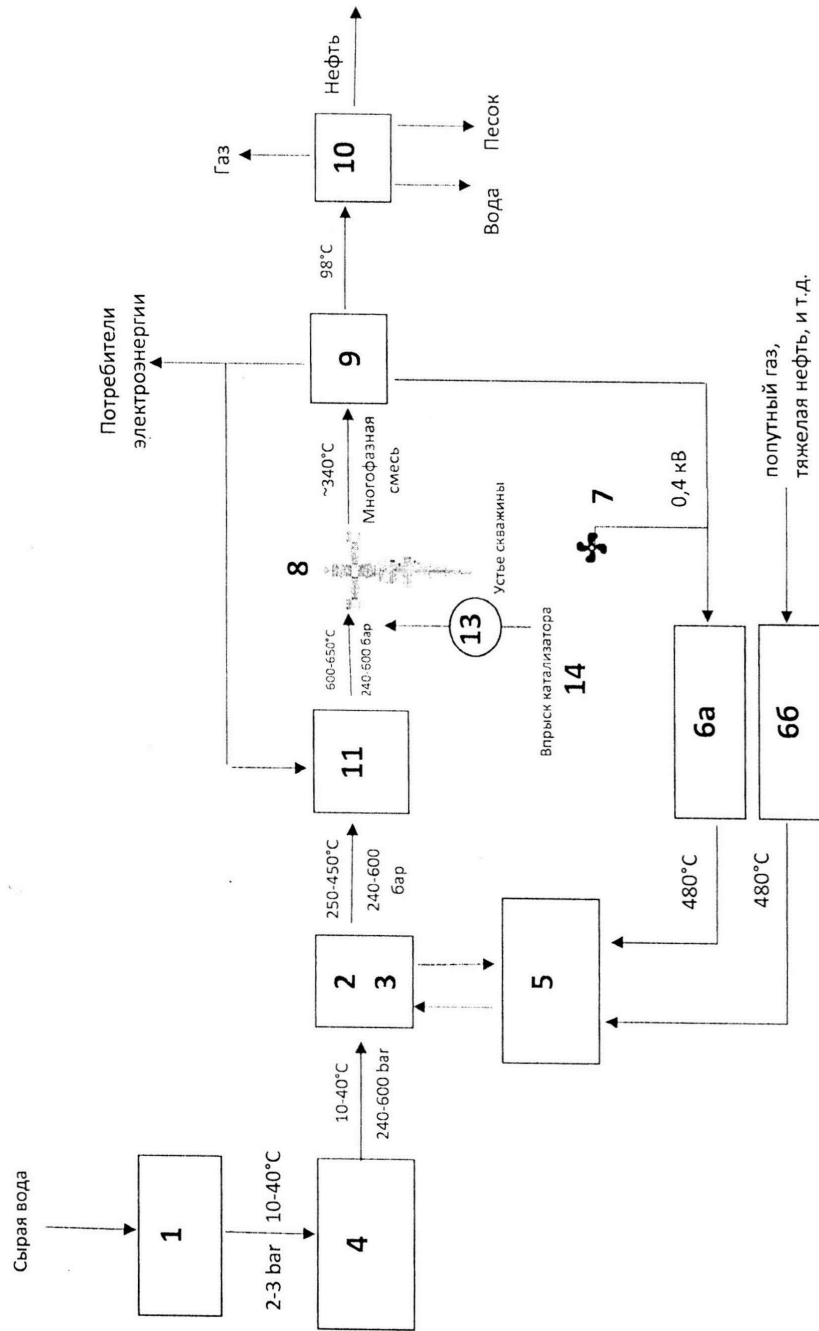 Сырая вода
1
2-3 bar 10-40°C
4
10-40°C
240-600 bar
2
3
250-450°C
240-600
бар
11
600-650°C
240-600 бар
8
~340°C
Многофазная
смесь
9
Потребители
электроэнергии
98°C
10
Газ
Нефть
Вода
Песок
13
Устье скважины
Впрыск катализатора
14
7
0,4 кВ
5
480°C
480°C
6а
6б
попутный газ,
тяжелая нефть, и т.д.